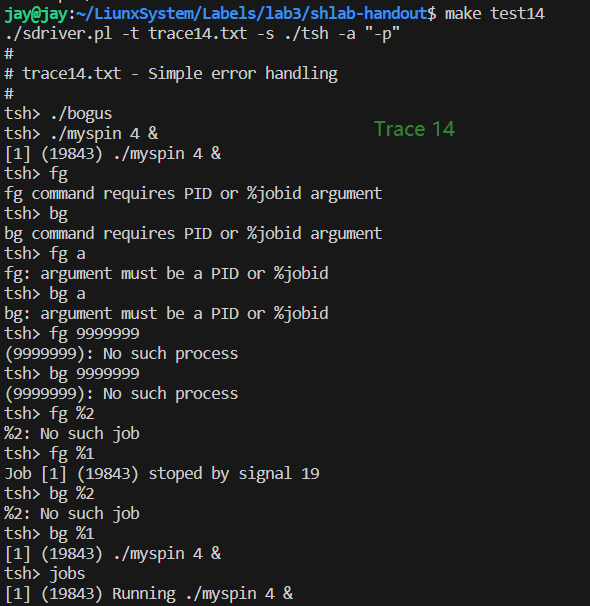 jay@jay:~/LiunxSystem/Labels/lab3/shlab-handout$ make test14
./sdriver.pl -t trace14.txt -s ./tsh -a "-p"
#
# trace14.txt - Simple error handling
#
tsh> ./bogus
tsh> ./myspin 4 &
Trace 14
[1] (19843) ./myspin 4 &
tsh> fg
fg command requires PID or %jobid argument
tsh> bg
bg command requires PID or %jobid argument
tsh> fg a
fg: argument must be a PID or %jobid
tsh> bg a
bg: argument must be a PID or %jobid
tsh> fg 9999999
(9999999): No such process
tsh> bg 9999999
(9999999): No such process
tsh> fg %2
%2: No such job
tsh> fg %1
Job [1] (19843) stoped by signal 19
tsh> bg %2
%2: No such job
tsh> bg %1
[1] (19843) ./myspin 4 &
tsh> jobs
[1] (19843) Running ./myspin 4 &